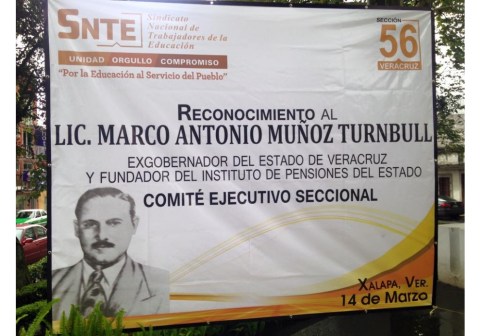 SNTE
Sindicato
Nacional de
Trabajadores de la
Educación
UNIDAD ORGULLO COMPROMISO
"Por la Educación al Servicio del Pueblo"
SECCIÓN
56
VERACRUZ
RECONOCIMIENTO AL
LIC. MARCO ANTONIO MUÑOZ TURNBULL
EXGOBERNADOR DEL ESTADO DE VERACRUZ
Y FUNDADOR DEL INSTITUTO DE PENSIONES DEL ESTADO
COMITÉ EJECUTIVO SECCIONAL
XALAPA, VER.
14 de Marzo